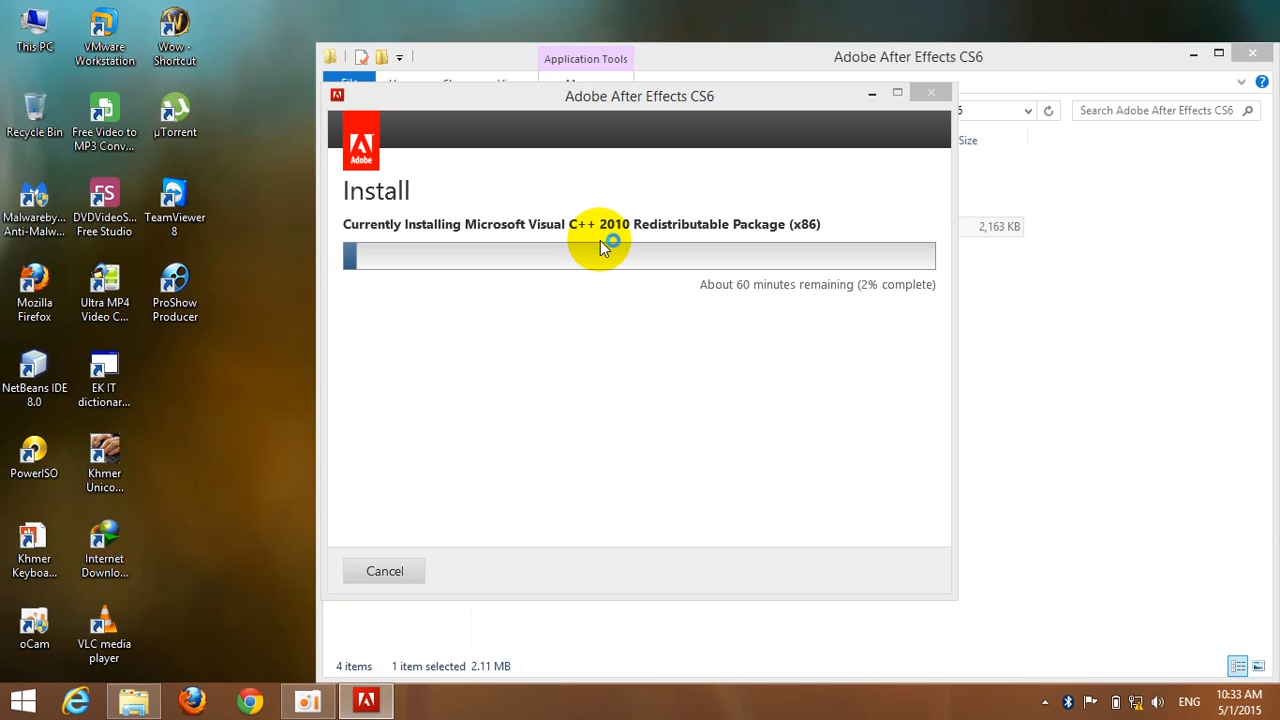 This PC
VMware
Workstation
Wow -
Shortcut
Recycle Bin
Free Video to
MP3 Conv...
µTorrent
Malwareby...
Anti-Malw...
DVDVideoS...
Free Studio
TeamViewer
8
Mozilla
Firefox
Ultra MP4
Video C...
ProShow
Producer
NetBeans IDE
8.0
EK IT
dictionar...
PowerISO
Khmer
Unico...
Khmer
Keyboa...
Internet
Downlo...
oCam
VLC media
player
Application Tools
Adobe After Effects CS6
File
Search Adobe After Effects CS6
Size
2,163 KB
Adobe After Effects CS6
Adobe
Install
Currently Installing Microsoft Visual C++ 2010 Redistributable Package (x86)
About 60 minutes remaining (2% complete)
Cancel
4 items
1 item selected 2.11 MB
ENG
10:33 AM
5/1/2015